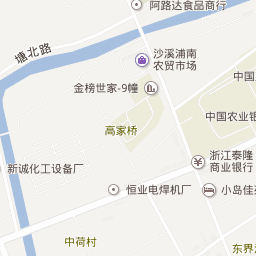 阿路达食品商行
塘北路
沙溪浦南
农贸市场
金榜世家-9幢
中国
高家桥
中国农业银
浙江泰隆
商业银行
新诚化工设备厂
恒业电焊机厂
小岛佳苑
中荷村
东界